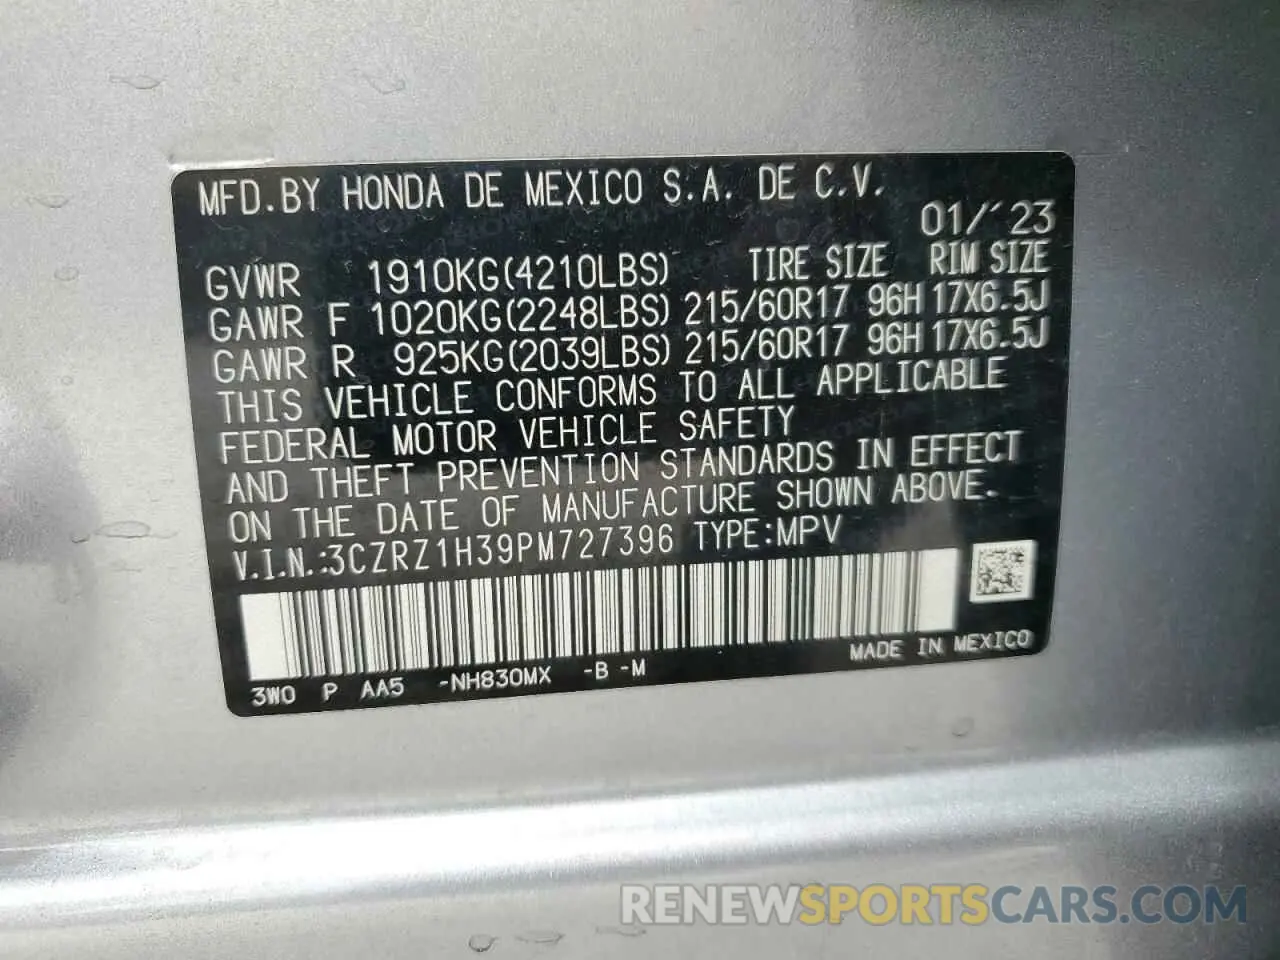 MFD.BY HONDA DE MEXICO S.A. DE C.V.
01/'23
GVWR 1910KG(4210LBS) TIRE SIZE RIM SIZE
GAWR F 1020KG(2248LBS) 215/60R17 96H 17X6.5J
GAWR R 925KG(2039LBS) 215/60R17 96H 17X6.5J
THIS VEHICLE CONFORMS TO ALL APPLICABLE
FEDERAL MOTOR VEHICLE SAFETY
AND THEFT PREVENTION STANDARDS IN EFFECT
ON THE DATE OF MANUFACTURE SHOWN ABOVE.
V.I.N.:3CZRZ1H39PM727396 TYPE:MPV
3W0 P AA5 -NH830MX -B -M MADE IN MEXICO
RENEWSPORTSCARS.COM